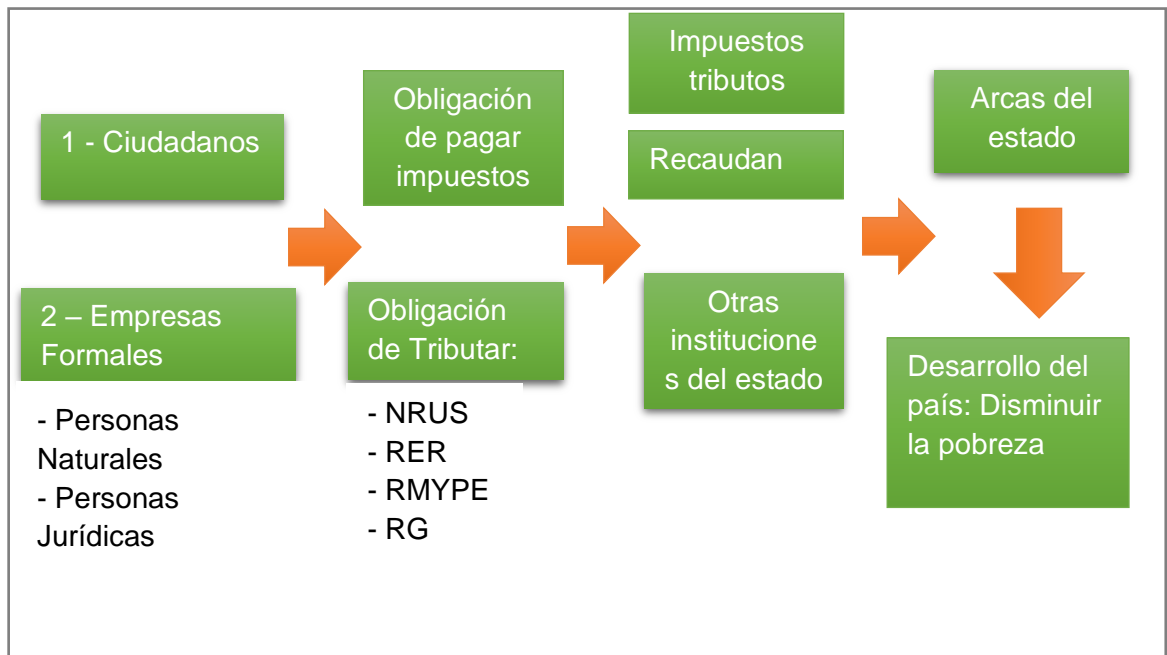 1 - Ciudadanos
2 – Empresas
Formales
- Personas
Naturales
- Personas
Jurídicas
Obligación
de pagar
impuestos
Obligación
de Tributar:
- NRUS
- RER
- RMYPE
- RG
Impuestos
tributos
Recaudan
Otras
institucione
s del estado
Arcas del
estado
Desarrollo del
país: Disminuir
la pobreza